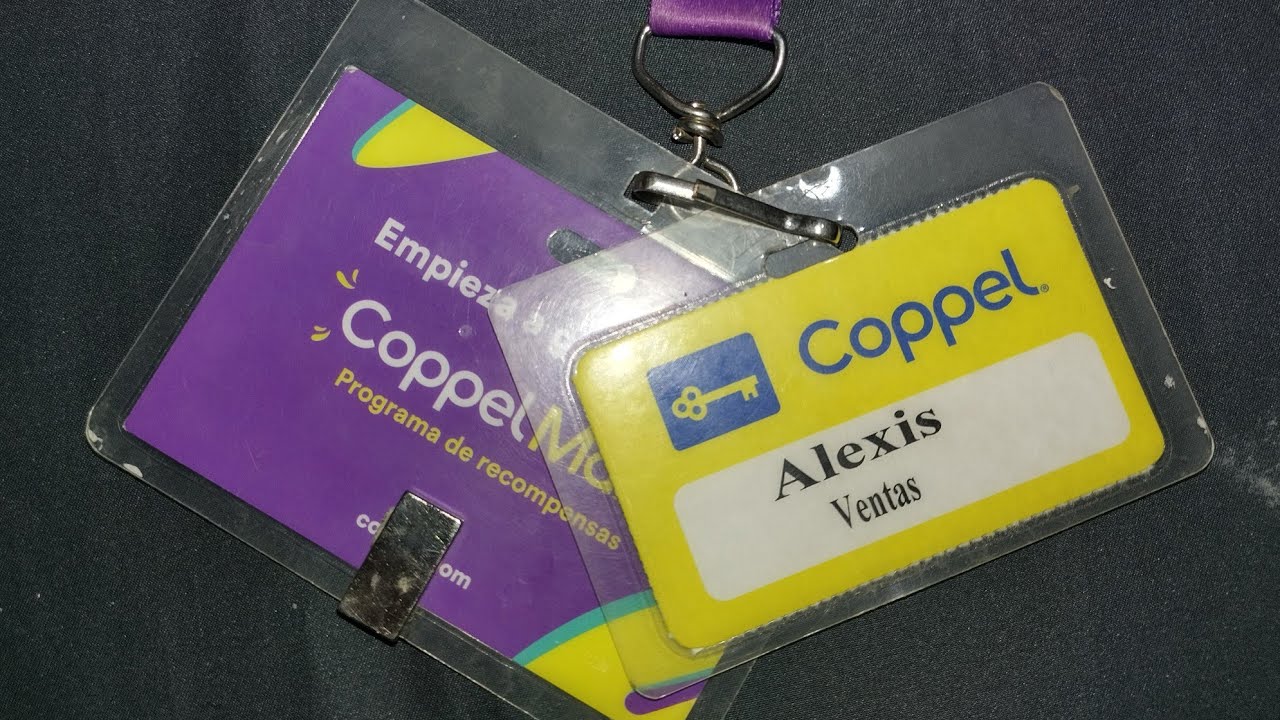 Empieza a
Coppel
Programa de recompensas
Coppel®
Alexis
Ventas